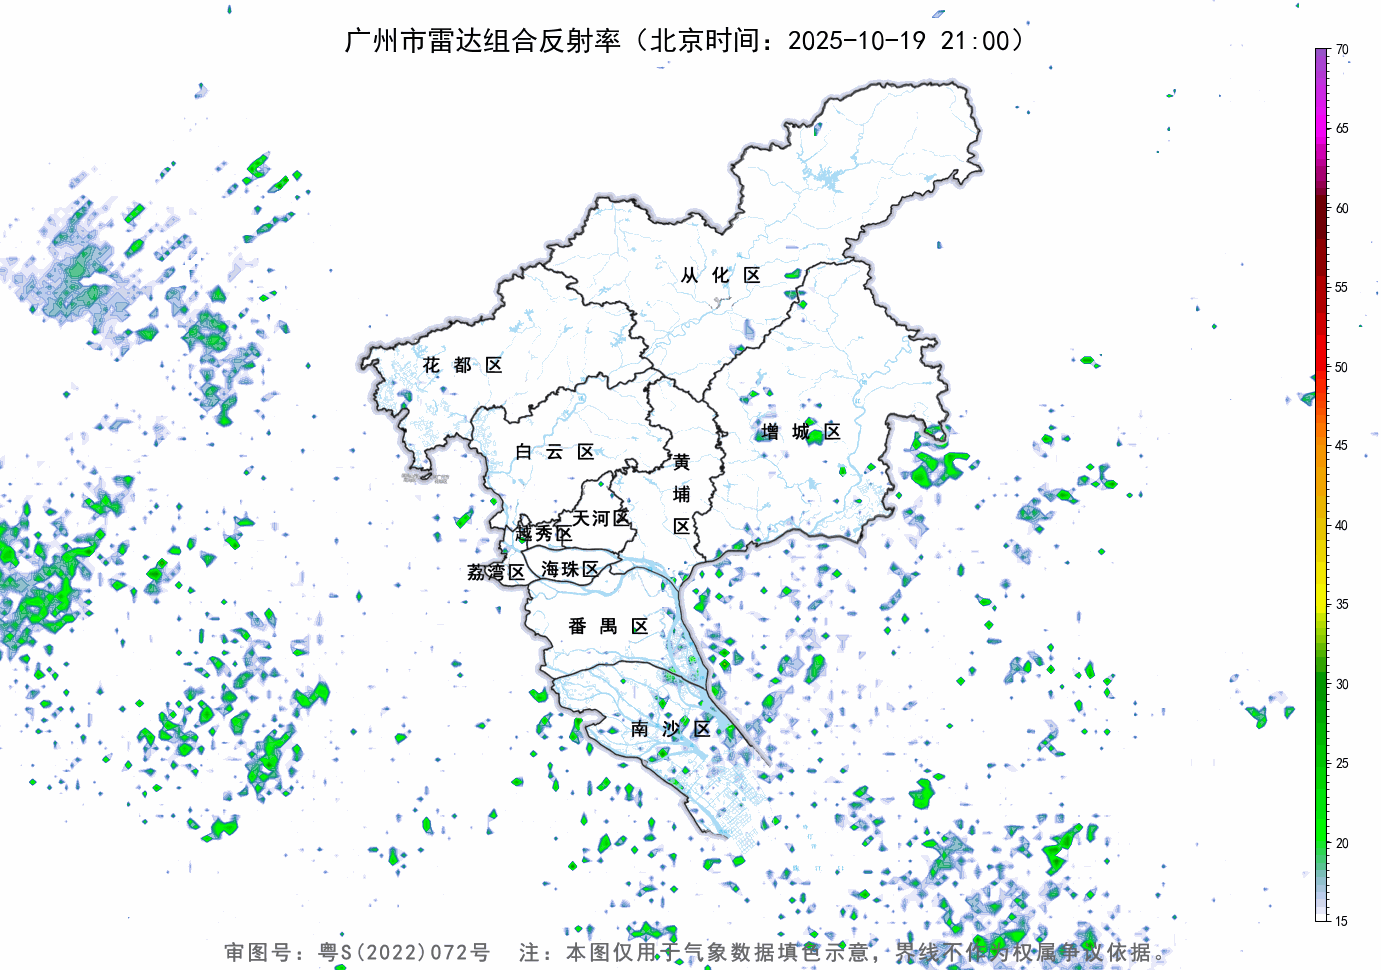 广州市雷达组合反射率（北京时间：2025-10-19 21:00）
70
65
60
55
50
45
40
35
30
25
20
15
从化区
花都区
增城区
白云区
黄埔区
天河区
越秀区
荔湾区
海珠区
番禺区
南沙区
审图号：粤S(2022)072号 注：本图仅用于气象数据填色示意，界线不作为权属争议依据。